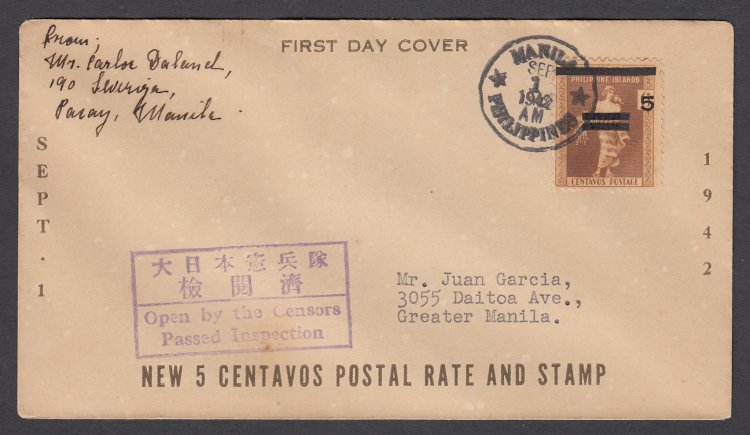 From;
Mr. Carlos
190
Pasay, Manila.
FIRST DAY COVER
MANILA
SEP
1
1942
AM
PHILIPPINES
PHILIPPINE ISLANDS
5
CENTAVOS POSTAGE
SEPT. 1
1942
大日本憲兵隊
檢閲濟
Open by the Censors
Passed Inspection
Mr. Juan Garcia,
3055 Daitoa Ave.,
Greater Manila.
NEW 5 CENTAVOS POSTAL RATE AND STAMP